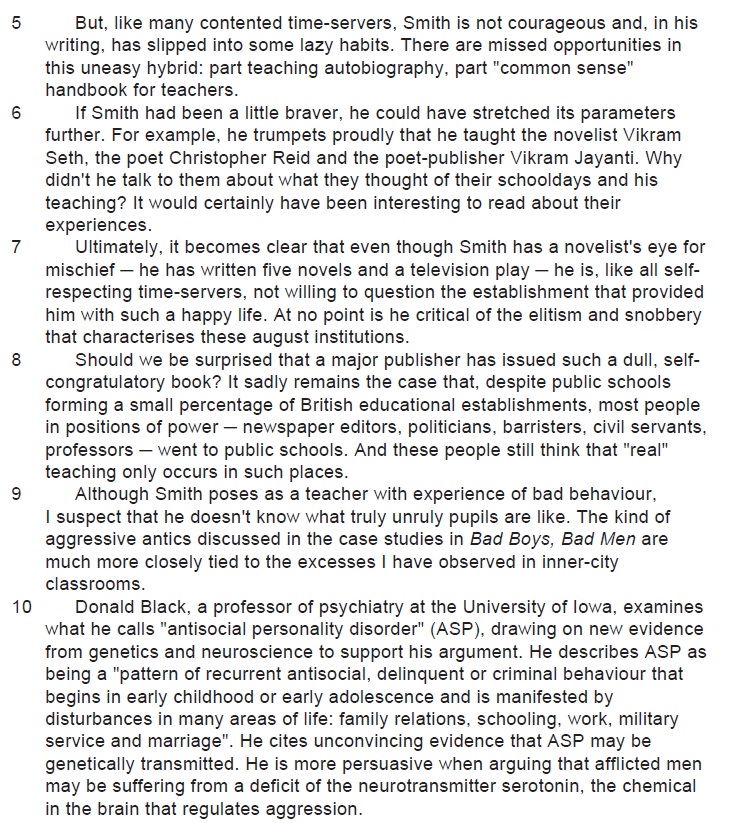 5 But, like many contented time-servers, Smith is not courageous and, in his
writing, has slipped into some lazy habits. There are missed opportunities in
this uneasy hybrid: part teaching autobiography, part "common sense"
handbook for teachers.
6 If Smith had been a little braver, he could have stretched its parameters
further. For example, he trumpets proudly that he taught the novelist Vikram
Seth, the poet Christopher Reid and the poet-publisher Vikram Jayanti. Why
didn't he talk to them about what they thought of their schooldays and his
teaching? It would certainly have been interesting to read about their
experiences.
7 Ultimately, it becomes clear that even though Smith has a novelist's eye for
mischief — he has written five novels and a television play — he is, like all self-
respecting time-servers, not willing to question the establishment that provided
him with such a happy life. At no point is he critical of the elitism and snobbery
that characterises these august institutions.
8 Should we be surprised that a major publisher has issued such a dull, self-
congratulatory book? It sadly remains the case that, despite public schools
forming a small percentage of British educational establishments, most people
in positions of power — newspaper editors, politicians, barristers, civil servants,
professors — went to public schools. And these people still think that "real"
teaching only occurs in such places.
9 Although Smith poses as a teacher with experience of bad behaviour,
I suspect that he doesn't know what truly unruly pupils are like. The kind of
aggressive antics discussed in the case studies in Bad Boys, Bad Men are
much more closely tied to the excesses I have observed in inner-city
classrooms.
10 Donald Black, a professor of psychiatry at the University of Iowa, examines
what he calls "antisocial personality disorder" (ASP), drawing on new evidence
from genetics and neuroscience to support his argument. He describes ASP as
being a "pattern of recurrent antisocial, delinquent or criminal behaviour that
begins in early childhood or early adolescence and is manifested by
disturbances in many areas of life: family relations, schooling, work, military
service and marriage". He cites unconvincing evidence that ASP may be
genetically transmitted. He is more persuasive when arguing that afflicted men
may be suffering from a deficit of the neurotransmitter serotonin, the chemical
in the brain that regulates aggression.